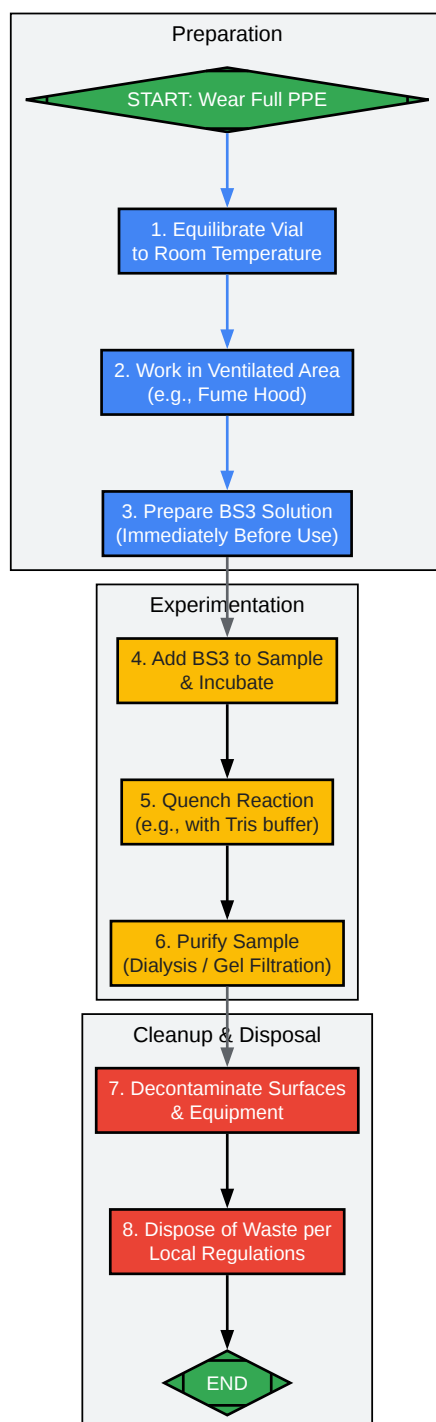 Preparation
START: Wear Full PPE
1. Equilibrate Vial
to Room Temperature
2. Work in Ventilated Area
(e.g., Fume Hood)
3. Prepare BS3 Solution
(Immediately Before Use)
Experimentation
4. Add BS3 to Sample
& Incubate
5. Quench Reaction
(e.g., with Tris buffer)
6. Purify Sample
(Dialysis / Gel Filtration)
Cleanup & Disposal
7. Decontaminate Surfaces
& Equipment
8. Dispose of Waste per
Local Regulations
END